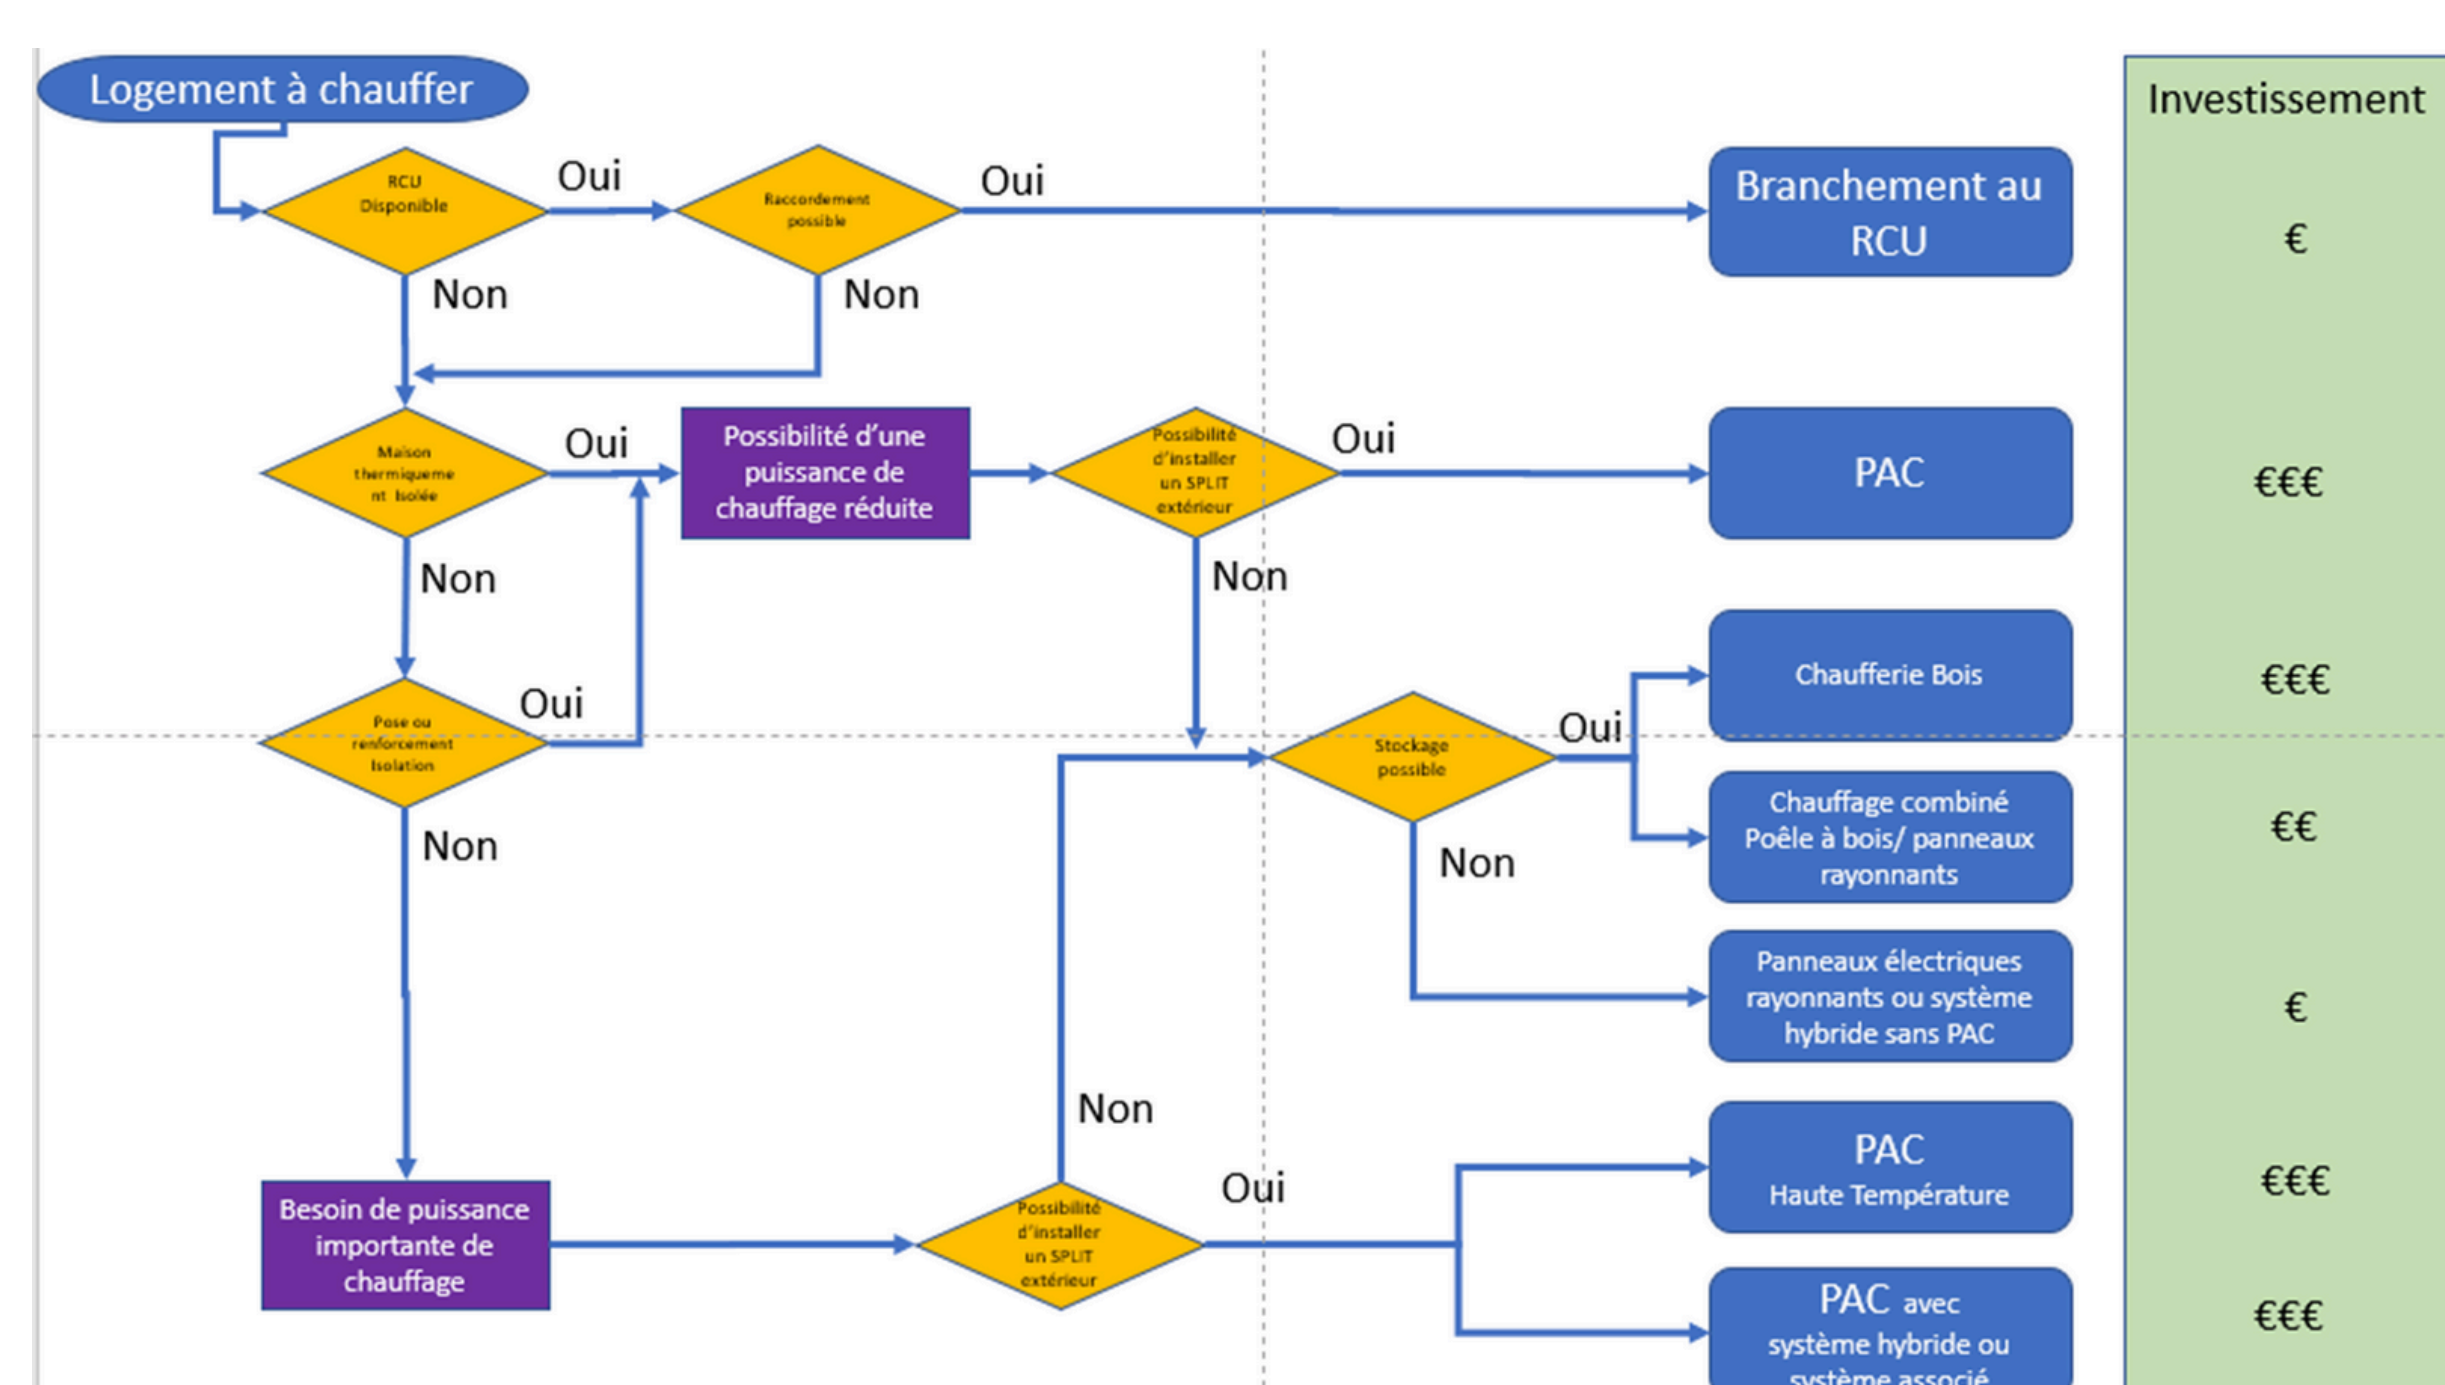 Logement à chauffer
Investissement
RCU
Disponible
Oui
Raccordement
possible
Oui
Branchement au
RCU
€
Non
Non
Maison
thermiqueme
nt Isolée
Oui
Possibilité d'une
puissance de
chauffage réduite
Possibilité
d'installer
un SPLIT
extérieur
Oui
PAC
€€€
Non
Non
Pose ou
renforcement
Isolation
Oui
Stockage
possible
Oui
Chaufferie Bois
€€€
Chauffage combiné
Poêle à bois/ panneaux
rayonnants
€€
Non
Non
Panneaux électriques
rayonnants ou système
hybride sans PAC
€
Besoin de puissance
importante de
chauffage
Non
Possibilité
d'installer
un SPLIT
extérieur
Oui
PAC
Haute Température
€€€
PAC avec
système hybride ou
système associé
€€€